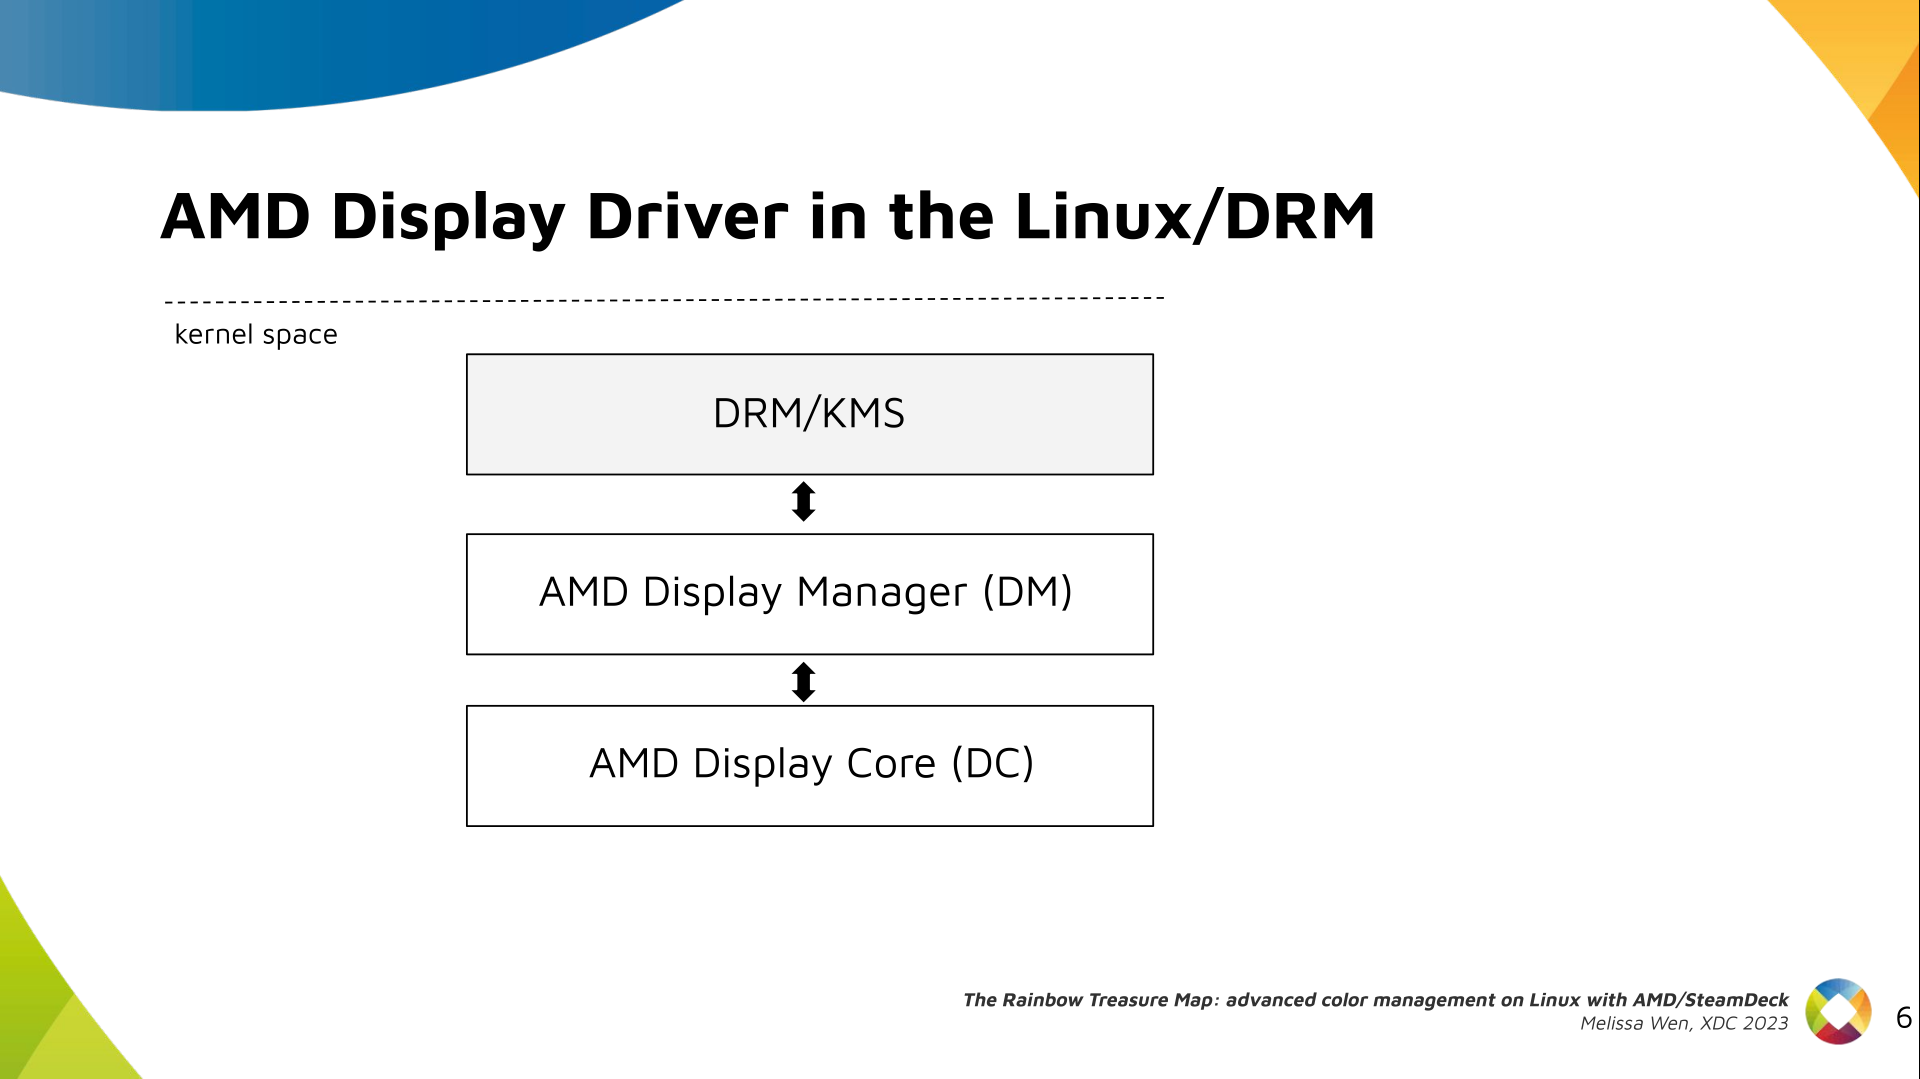 AMD Display Driver in the Linux/DRM
kernel space
DRM/KMS
AMD Display Manager (DM)
AMD Display Core (DC)
The Rainbow Treasure Map: advanced color management on Linux with AMD/SteamDeck
Melissa Wen, XDC 2023
6